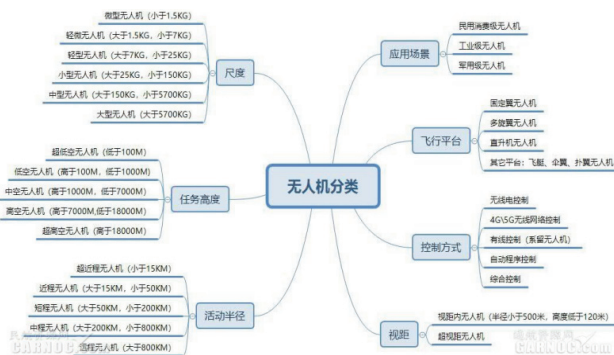 无人机分类
尺度
微型无人机（小于1.5KG）
轻微无人机（大于1.5KG，小于7KG）
轻型无人机（大于7KG，小于25KG）
小型无人机（大于25KG，小于150KG）
中型无人机（大于150KG，小于5700KG）
大型无人机（大于5700KG）
任务高度
超低空无人机（低于100M）
低空无人机（高于100M，低于1000M）
中空无人机（高于1000M，低于7000M）
高空无人机（高于7000M,低于18000M）
超高空无人机（高于18000M）
活动半径
超近程无人机（小于15KM）
近程无人机（大于15KM，小于50KM）
短程无人机（大于50KM，小于200KM）
中程无人机（大于200KM，小于800KM）
远程无人机（大于800KM）
应用场景
民用消费级无人机
工业级无人机
军用级无人机
飞行平台
固定翼无人机
多旋翼无人机
直升机无人机
其它平台：飞艇、伞翼、扑翼无人机
控制方式
无线电控制
4G\5G无线网络控制
有线控制（系留无人机）
自动程序控制
综合控制
视距
视距内无人机（半径小于500米，高度低于120米）
超视距无人机
CARNOC.COM
CARNOC.COM